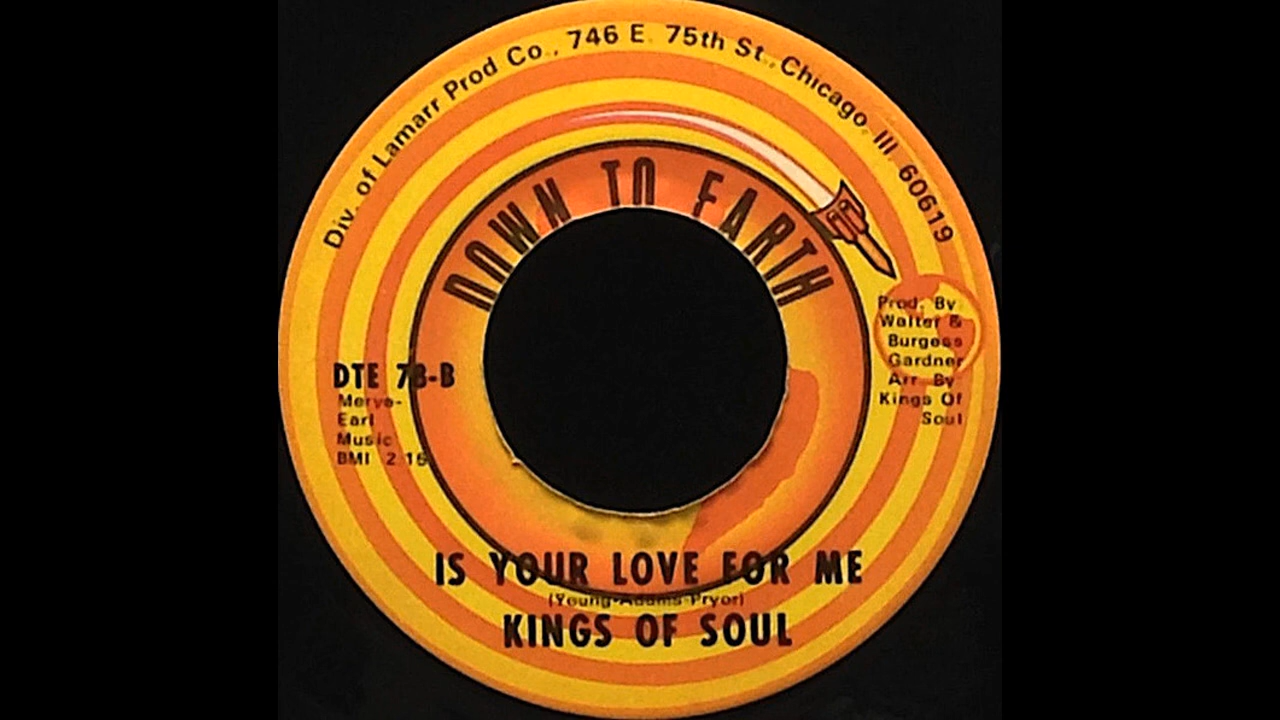 Div. of Lamarr Prod Co., 746 E. 75th St., Chicago, Ill. 60619
DOWN TO EARTH
Prod. By
Walter &
Burgess
Gardner
Arr. By
Kings Of
Soul
DTE 78-B
Earl
Music
BMI 2:16
IS YOUR LOVE FOR ME
(Young-Adams-Pryor)
KINGS OF SOUL